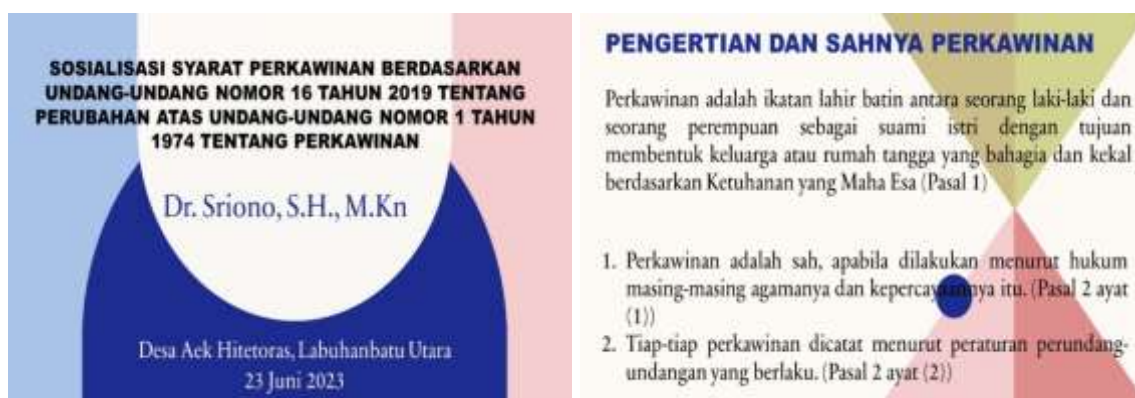 SOSIALISASI SYARAT PERKAWINAN BERDASARKAN
UNDANG-UNDANG NOMOR 16 TAHUN 2019 TENTANG
PERUBAHAN ATAS UNDANG-UNDANG NOMOR 1 TAHUN
1974 TENTANG PERKAWINAN
Dr. Sriono, S.H., M.Kn
Desa Aek Hitetoras, Labuhanbatu Utara
23 Juni 2023
PENGERTIAN DAN SAHNYA PERKAWINAN
Perkawinan adalah ikatan lahir batin antara seorang laki-laki dan
seorang perempuan sebagai suami istri dengan tujuan
membentuk keluarga atau rumah tangga yang bahagia dan kekal
berdasarkan Ketuhanan yang Maha Esa (Pasal 1)
1. Perkawinan adalah sah, apabila dilakukan menurut hukum
masing-masing agamanya dan kepercayaannya itu. (Pasal 2 ayat
(1))
2. Tiap-tiap perkawinan dicatat menurut peraturan perundang-
undangan yang berlaku. (Pasal 2 ayat (2))